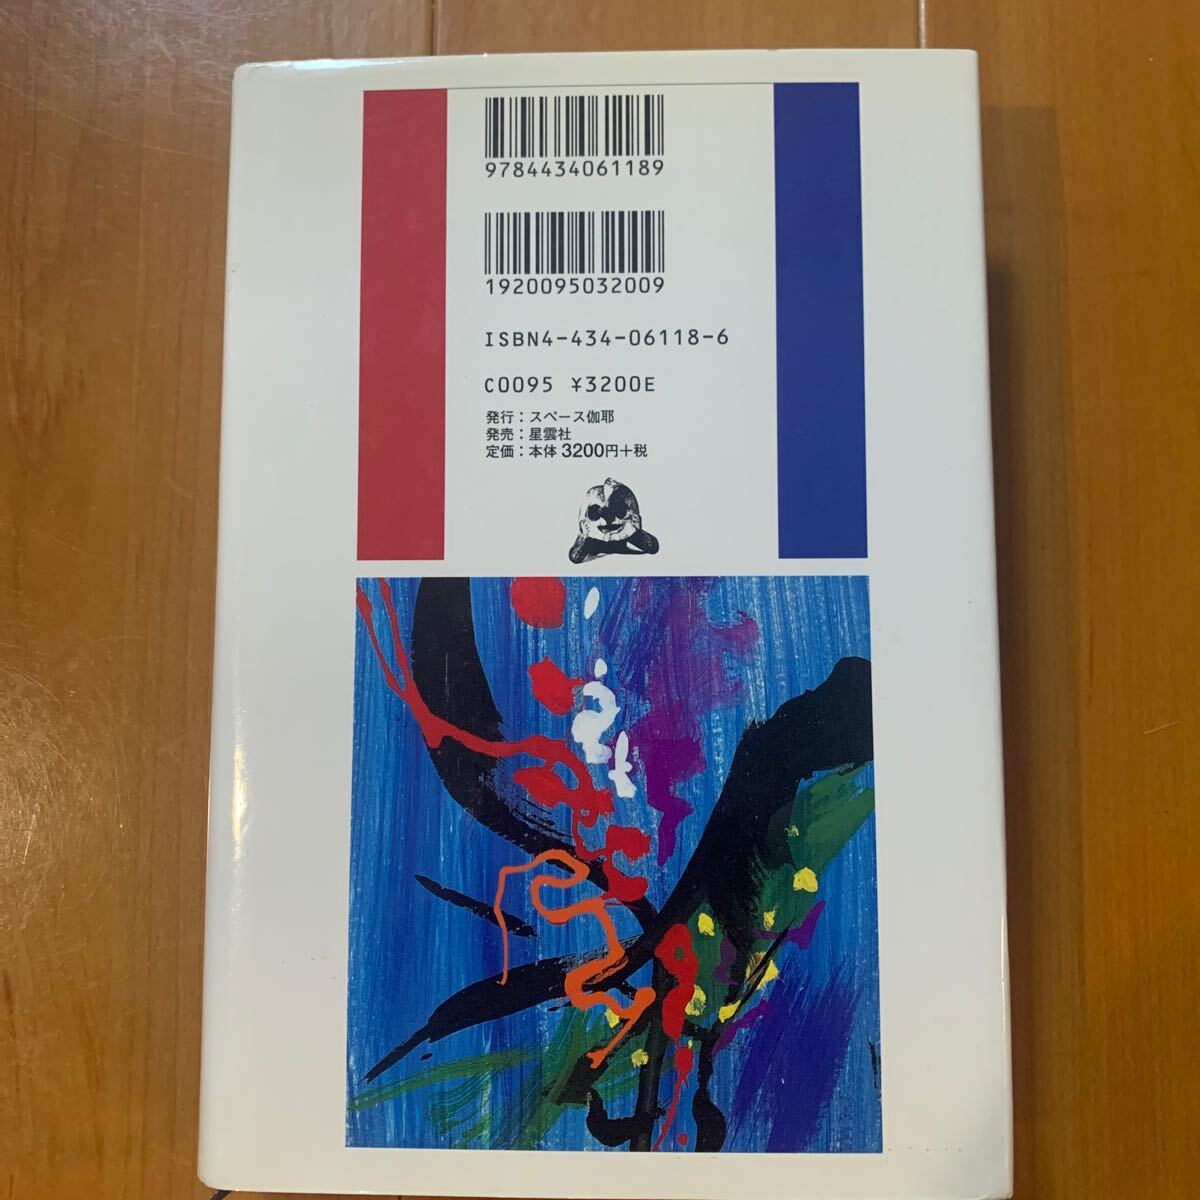 9784434061189
1920095032009
ISBN4-434-06118-6
C0095 ¥3200E
発行：スペース伽耶
発売：星雲社
定価：本体 3200円+税